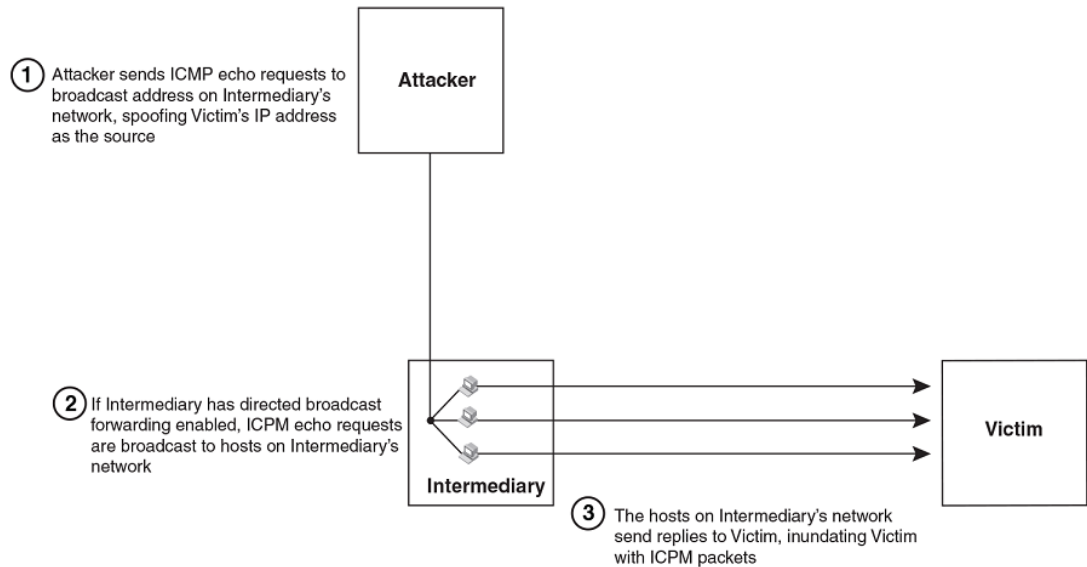 Attacker
1
Attacker sends ICMP echo requests to
broadcast address on Intermediary's
network, spoofing Victim's IP address
as the source
2
If Intermediary has directed broadcast
forwarding enabled, ICPM echo requests
are broadcast to hosts on Intermediary's
network
Intermediary
Victim
3
The hosts on Intermediary's network
send replies to Victim, inundating Victim
with ICPM packets